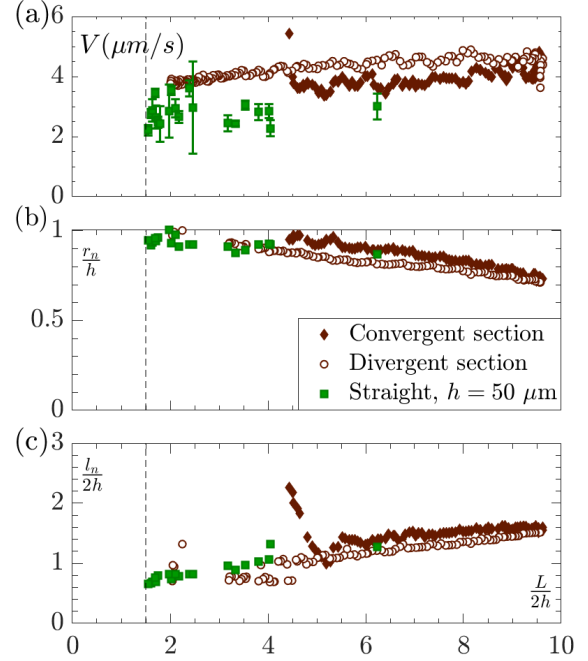 (a)
6
V(μm/s)
4
2
0
(b)
1
r_n/h
0.5
Convergent section
Divergent section
Straight, h = 50 μm
0
(c)
3
l_n/2h
2
1
L/2h
0
0 2 4 6 8 10